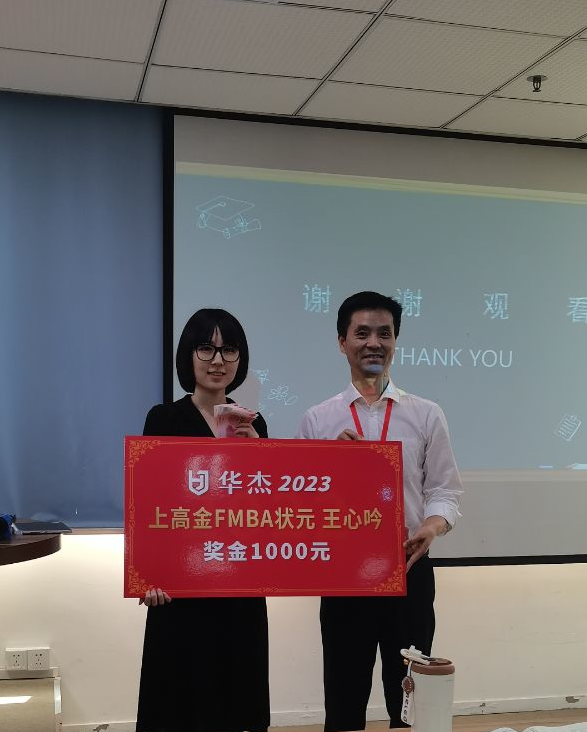 谢 谢 观 看
THANK YOU
华杰 2023
上高金FMBA状元 王心吟
奖金1000元